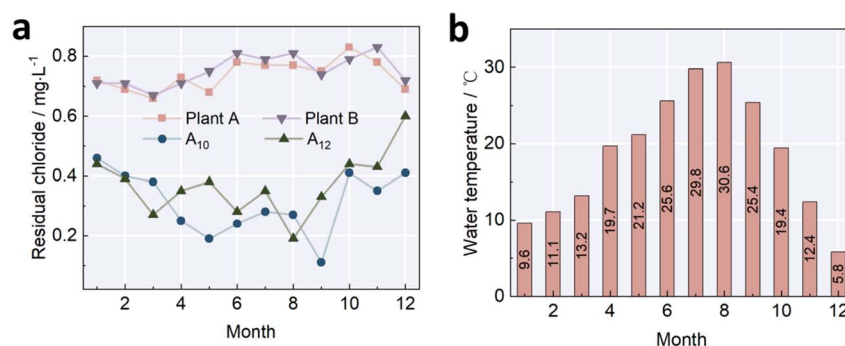 a
Residual chloride / mg·L⁻¹
0.8
0.6
0.4
0.2
Plant A
Plant B
A₁₀
A₁₂
2 4 6 8 10 12
Month
b
Water temperature / ℃
30
20
10
0
9.6 11.1 13.2 19.7 21.2 25.6 29.8 30.6 25.4 19.4 12.4 5.8
2 4 6 8 10 12
Month